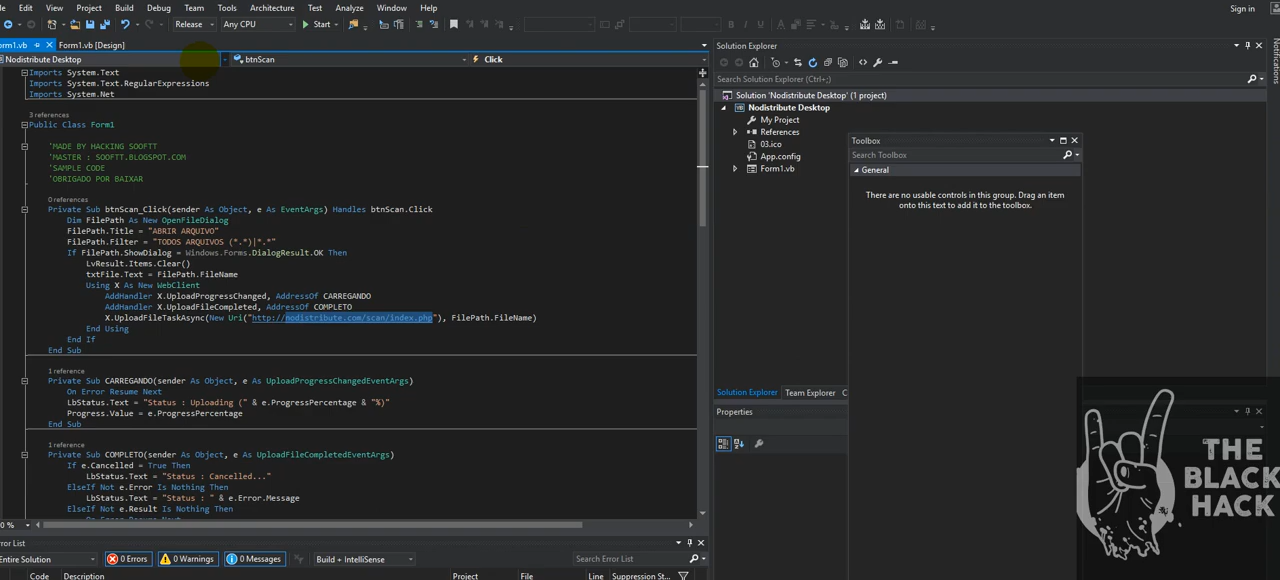 Edit View Project Build Debug Team Tools Architecture Test Analyze Window Help
Sign in
Release Any CPU Start
Form1.vb [Design]
Nodistribute Desktop btnScan Click
Imports System.Text
Imports System.Text.RegularExpressions
Imports System.Net
3 references
Public Class Form1
'MADE BY HACKING SOOFTT
'MASTER : SOOFTT.BLOGSPOT.COM
'SAMPLE CODE
'OBRIGADO POR BAIXAR
0 references
Private Sub btnScan_Click(sender As Object, e As EventArgs) Handles btnScan.Click
Dim FilePath As New OpenFileDialog
FilePath.Title = "ABRIR ARQUIVO"
FilePath.Filter = "TODOS ARQUIVOS (*.*)|*.*"
If FilePath.ShowDialog = Windows.Forms.DialogResult.OK Then
LvResult.Items.Clear()
txtFile.Text = FilePath.FileName
Using X As New WebClient
AddHandler X.UploadProgressChanged, AddressOf CARREGANDO
AddHandler X.UploadFileCompleted, AddressOf COMPLETO
X.UploadFileTaskAsync(New Uri("http://nodistribute.com/scan/index.php"), FilePath.FileName)
End Using
End If
End Sub
1 reference
Private Sub CARREGANDO(sender As Object, e As UploadProgressChangedEventArgs)
On Error Resume Next
LbStatus.Text = "Status : Uploading (" & e.ProgressPercentage & "%)"
Progress.Value = e.ProgressPercentage
End Sub
1 reference
Private Sub COMPLETO(sender As Object, e As UploadFileCompletedEventArgs)
If e.Cancelled = True Then
LbStatus.Text = "Status : Cancelled..."
ElseIf Not e.Error Is Nothing Then
LbStatus.Text = "Status : " & e.Error.Message
ElseIf Not e.Result Is Nothing Then
On Error Resume Next
0 %
Error List
Entire Solution 0 Errors 0 Warnings 0 Messages Build + IntelliSense Search Error List
Code Description Project File Line Suppression St...
Solution Explorer
Search Solution Explorer (Ctrl+;)
Solution 'Nodistribute Desktop' (1 project)
Nodistribute Desktop
My Project
References
03.ico
App.config
Form1.vb
Solution Explorer Team Explorer
Properties
Toolbox
Search Toolbox
General
There are no usable controls in this group. Drag an item
onto this text to add it to the toolbox.
Notifications
THE
BLACK
HACK